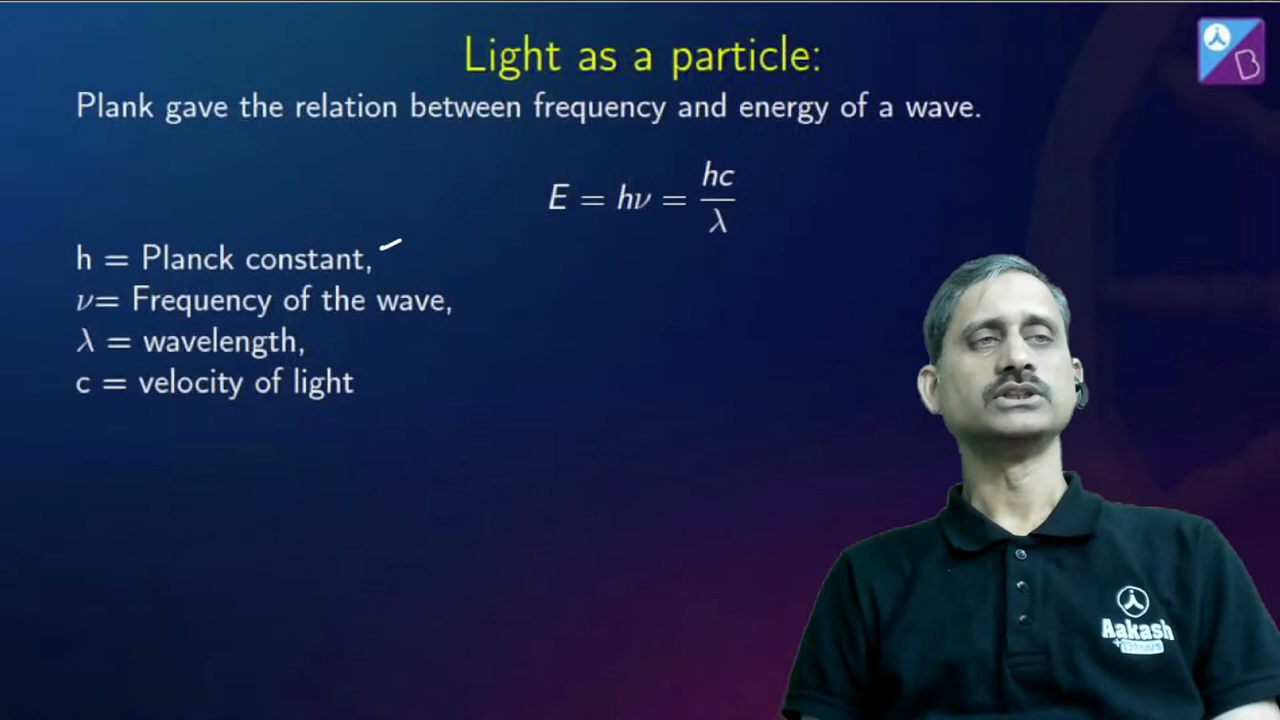 Light as a particle:
Plank gave the relation between frequency and energy of a wave.
E = hν = hc/λ
h = Planck constant,
ν= Frequency of the wave,
λ = wavelength,
c = velocity of light
Aakash
+ BYJU'S